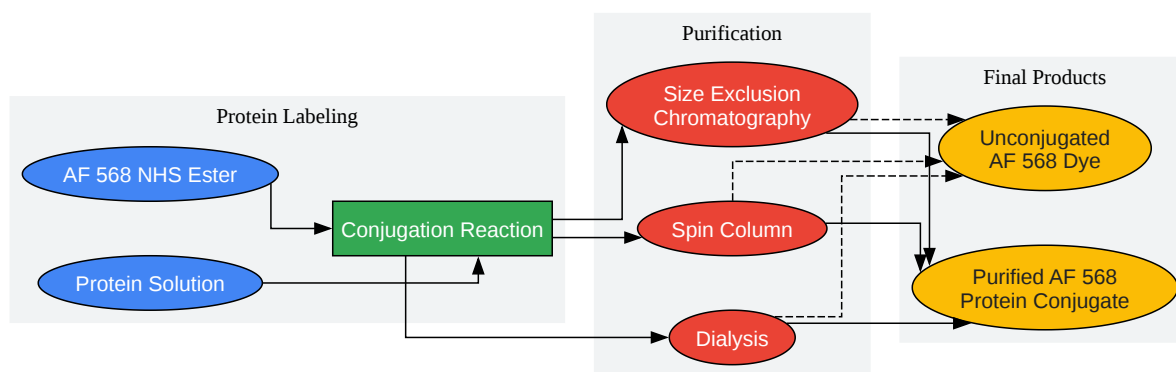 Protein Labeling
AF 568 NHS Ester
Protein Solution
Conjugation Reaction
Purification
Size Exclusion
Chromatography
Spin Column
Dialysis
Final Products
Unconjugated
AF 568 Dye
Purified AF 568
Protein Conjugate